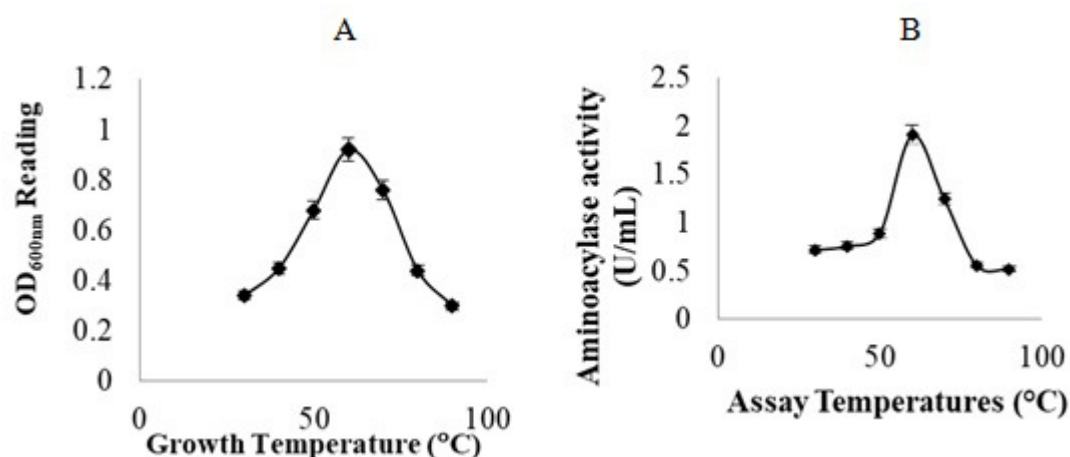 A
OD600nm Reading
1.2
1
0.8
0.6
0.4
0.2
0
0 50 100
Growth Temperature (°C)
B
Aminoacylase activity
(U/mL)
2.5
2
1.5
1
0.5
0
0 50 100
Assay Temperatures (°C)